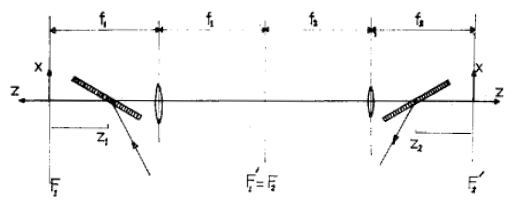 f₁ f₁ f₂ f₂
X X
Z Z
Z₁ Z₂
F₁ F₁' = F₂ F₂'